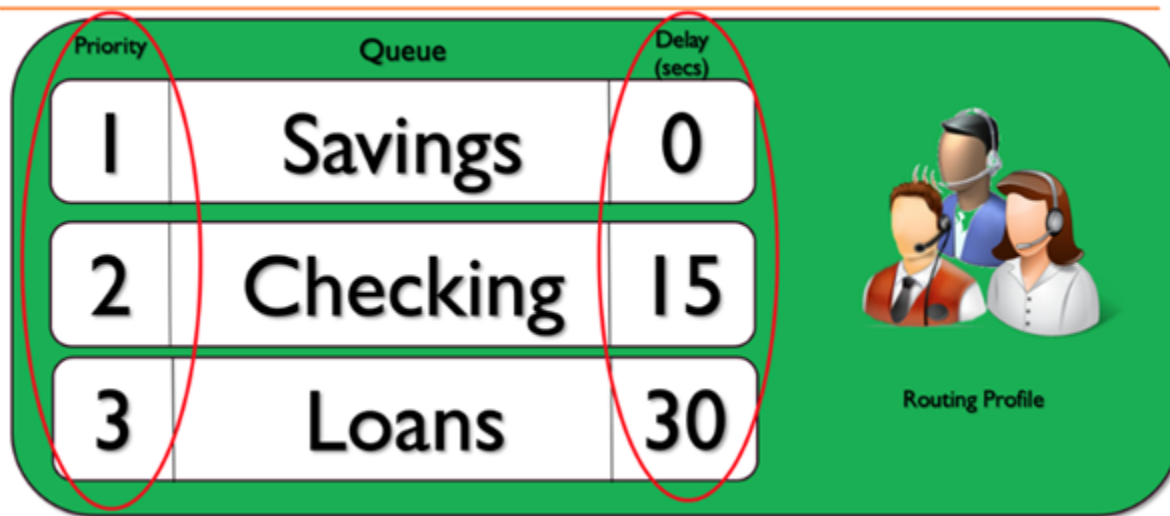 Priority Queue Delay
(secs)
1 Savings 0
2 Checking 15
3 Loans 30
Routing Profile